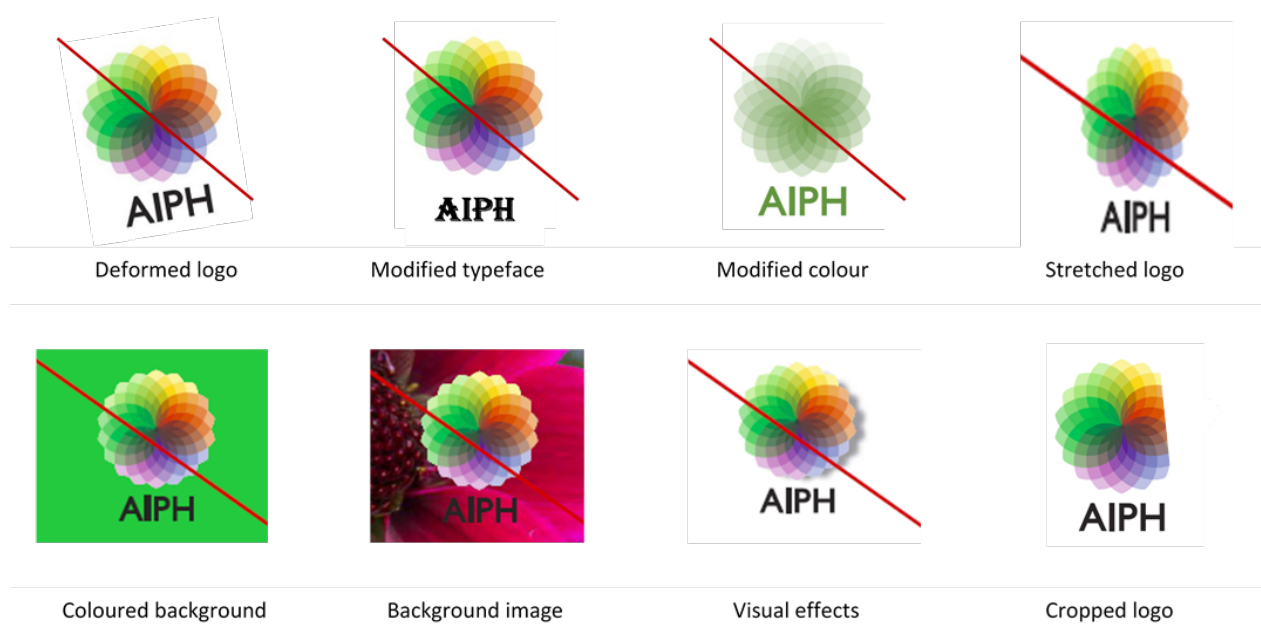 AIPH
AIPH
AIPH
AIPH
Deformed logo
Modified typeface
Modified colour
Stretched logo
AIPH
AIPH
AIPH
AIPH
Coloured background
Background image
Visual effects
Cropped logo